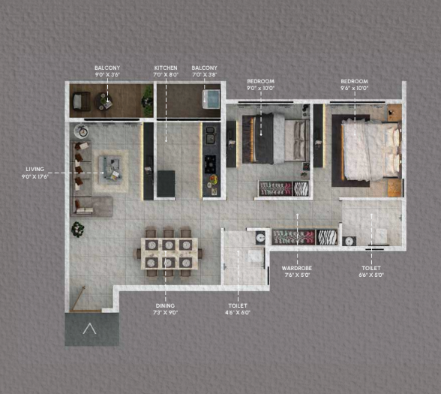 BALCONY
9'0" X 3'6"
KITCHEN
7'0" X 8'0"
BALCONY
7'0" X 3'6"
BEDROOM
9'0" X 10'0"
BEDROOM
9'6" X 10'0"
LIVING
9'0" X 17'6"
DINING
7'3" X 9'0"
TOILET
4'6" X 6'0"
WARDROBE
7'6" X 5'0"
TOILET
6'6" X 5'0"